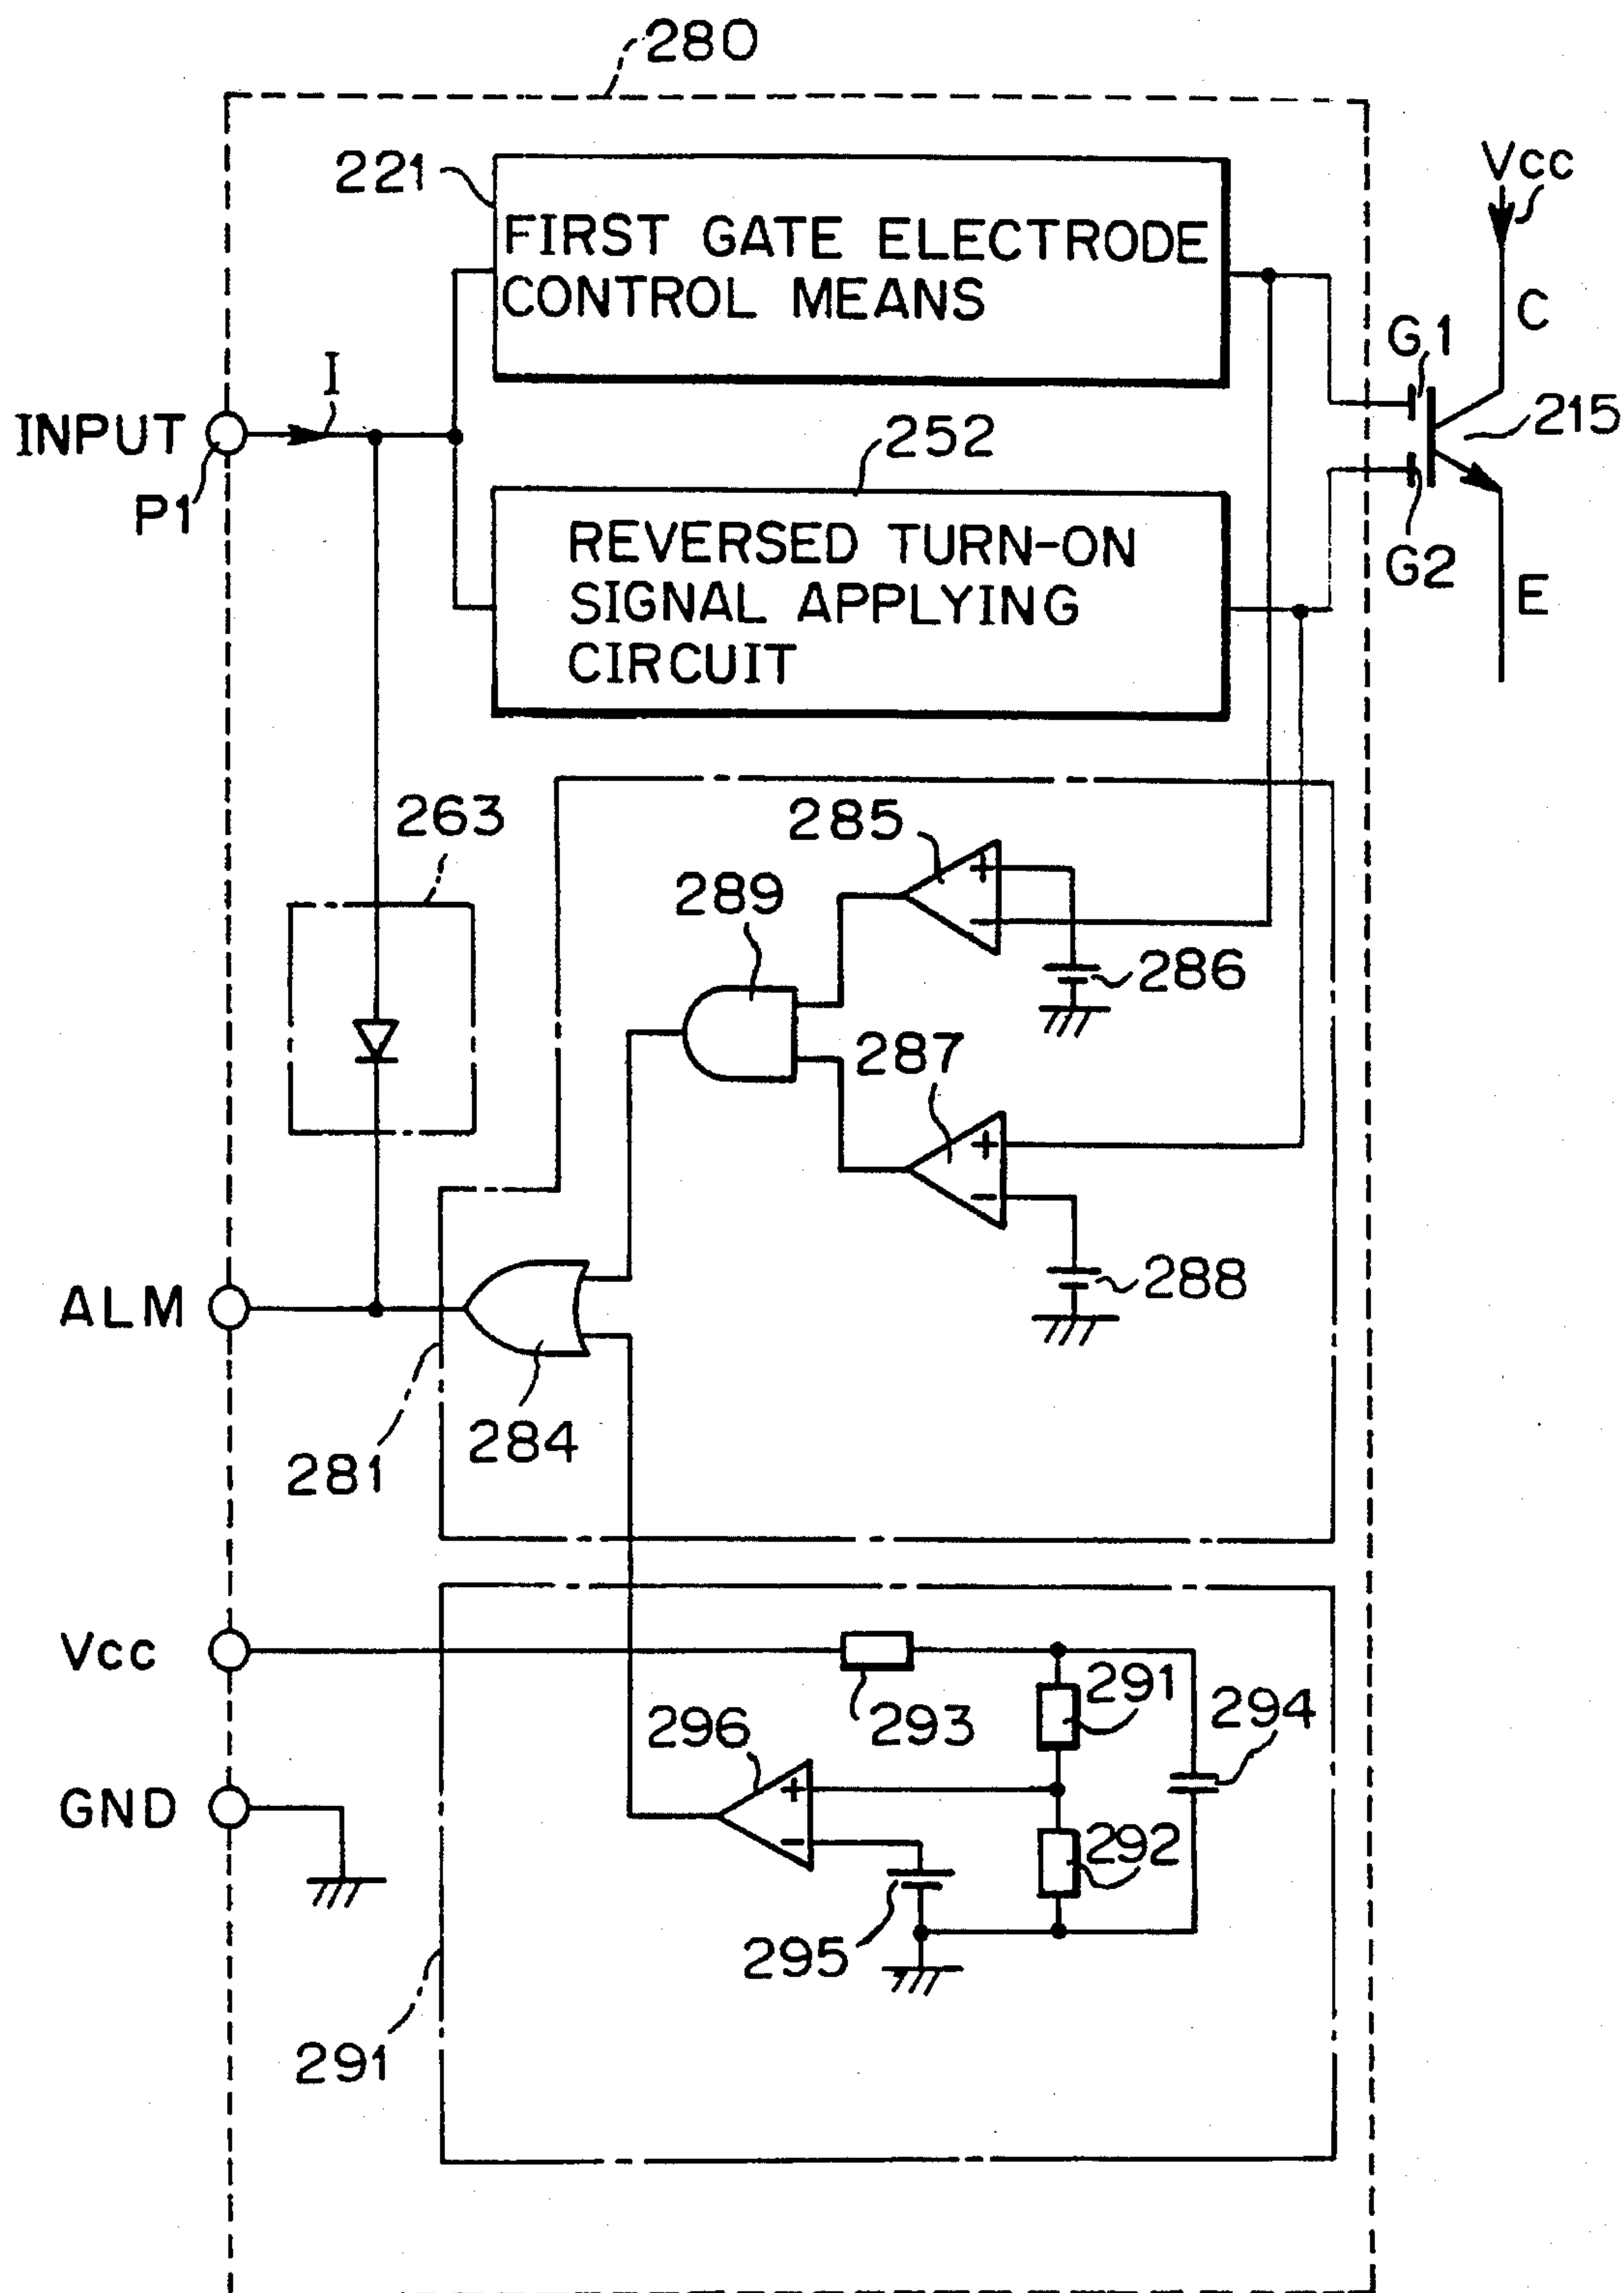 280
221
FIRST GATE ELECTRODE
CONTROL MEANS
Vcc
C
G1
I
INPUT
P1
252
215
REVERSED TURN-ON
SIGNAL APPLYING
CIRCUIT
G2
E
263
285
+
−
289
286
287
+
−
288
ALM
284
281
Vcc
293
291
294
296
+
−
GND
292
295
291